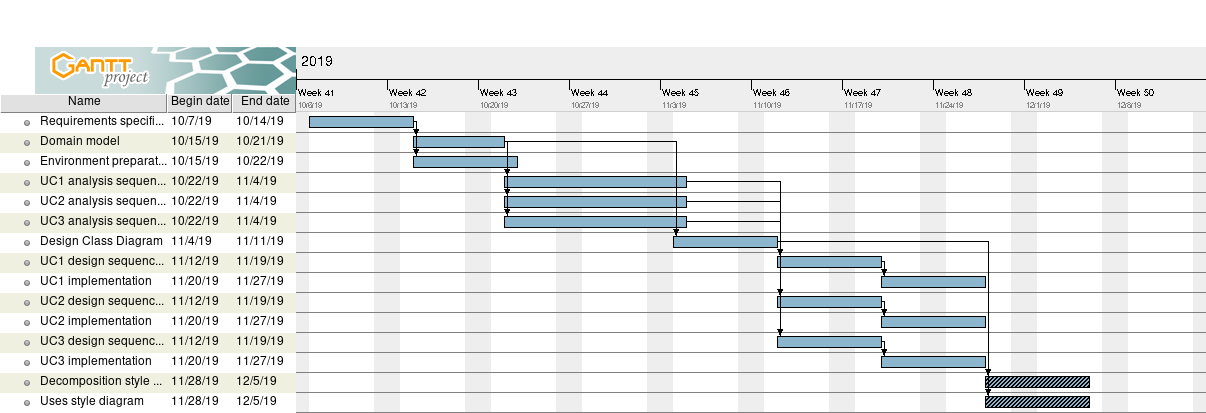 GANTT project
2019
Week 41 Week 42 Week 43 Week 44 Week 45 Week 46 Week 47 Week 48 Week 49 Week 50
10/6/19 10/13/19 10/20/19 10/27/19 11/3/19 11/10/19 11/17/19 11/24/19 12/1/19 12/8/19
Name Begin date End date
Requirements specifi... 10/7/19 10/14/19
Domain model 10/15/19 10/21/19
Environment preparat... 10/15/19 10/22/19
UC1 analysis sequen... 10/22/19 11/4/19
UC2 analysis sequen... 10/22/19 11/4/19
UC3 analysis sequen... 10/22/19 11/4/19
Design Class Diagram 11/4/19 11/11/19
UC1 design sequenc... 11/12/19 11/19/19
UC1 implementation 11/20/19 11/27/19
UC2 design sequenc... 11/12/19 11/19/19
UC2 implementation 11/20/19 11/27/19
UC3 design sequenc... 11/12/19 11/19/19
UC3 implementation 11/20/19 11/27/19
Decomposition style ... 11/28/19 12/5/19
Uses style diagram 11/28/19 12/5/19